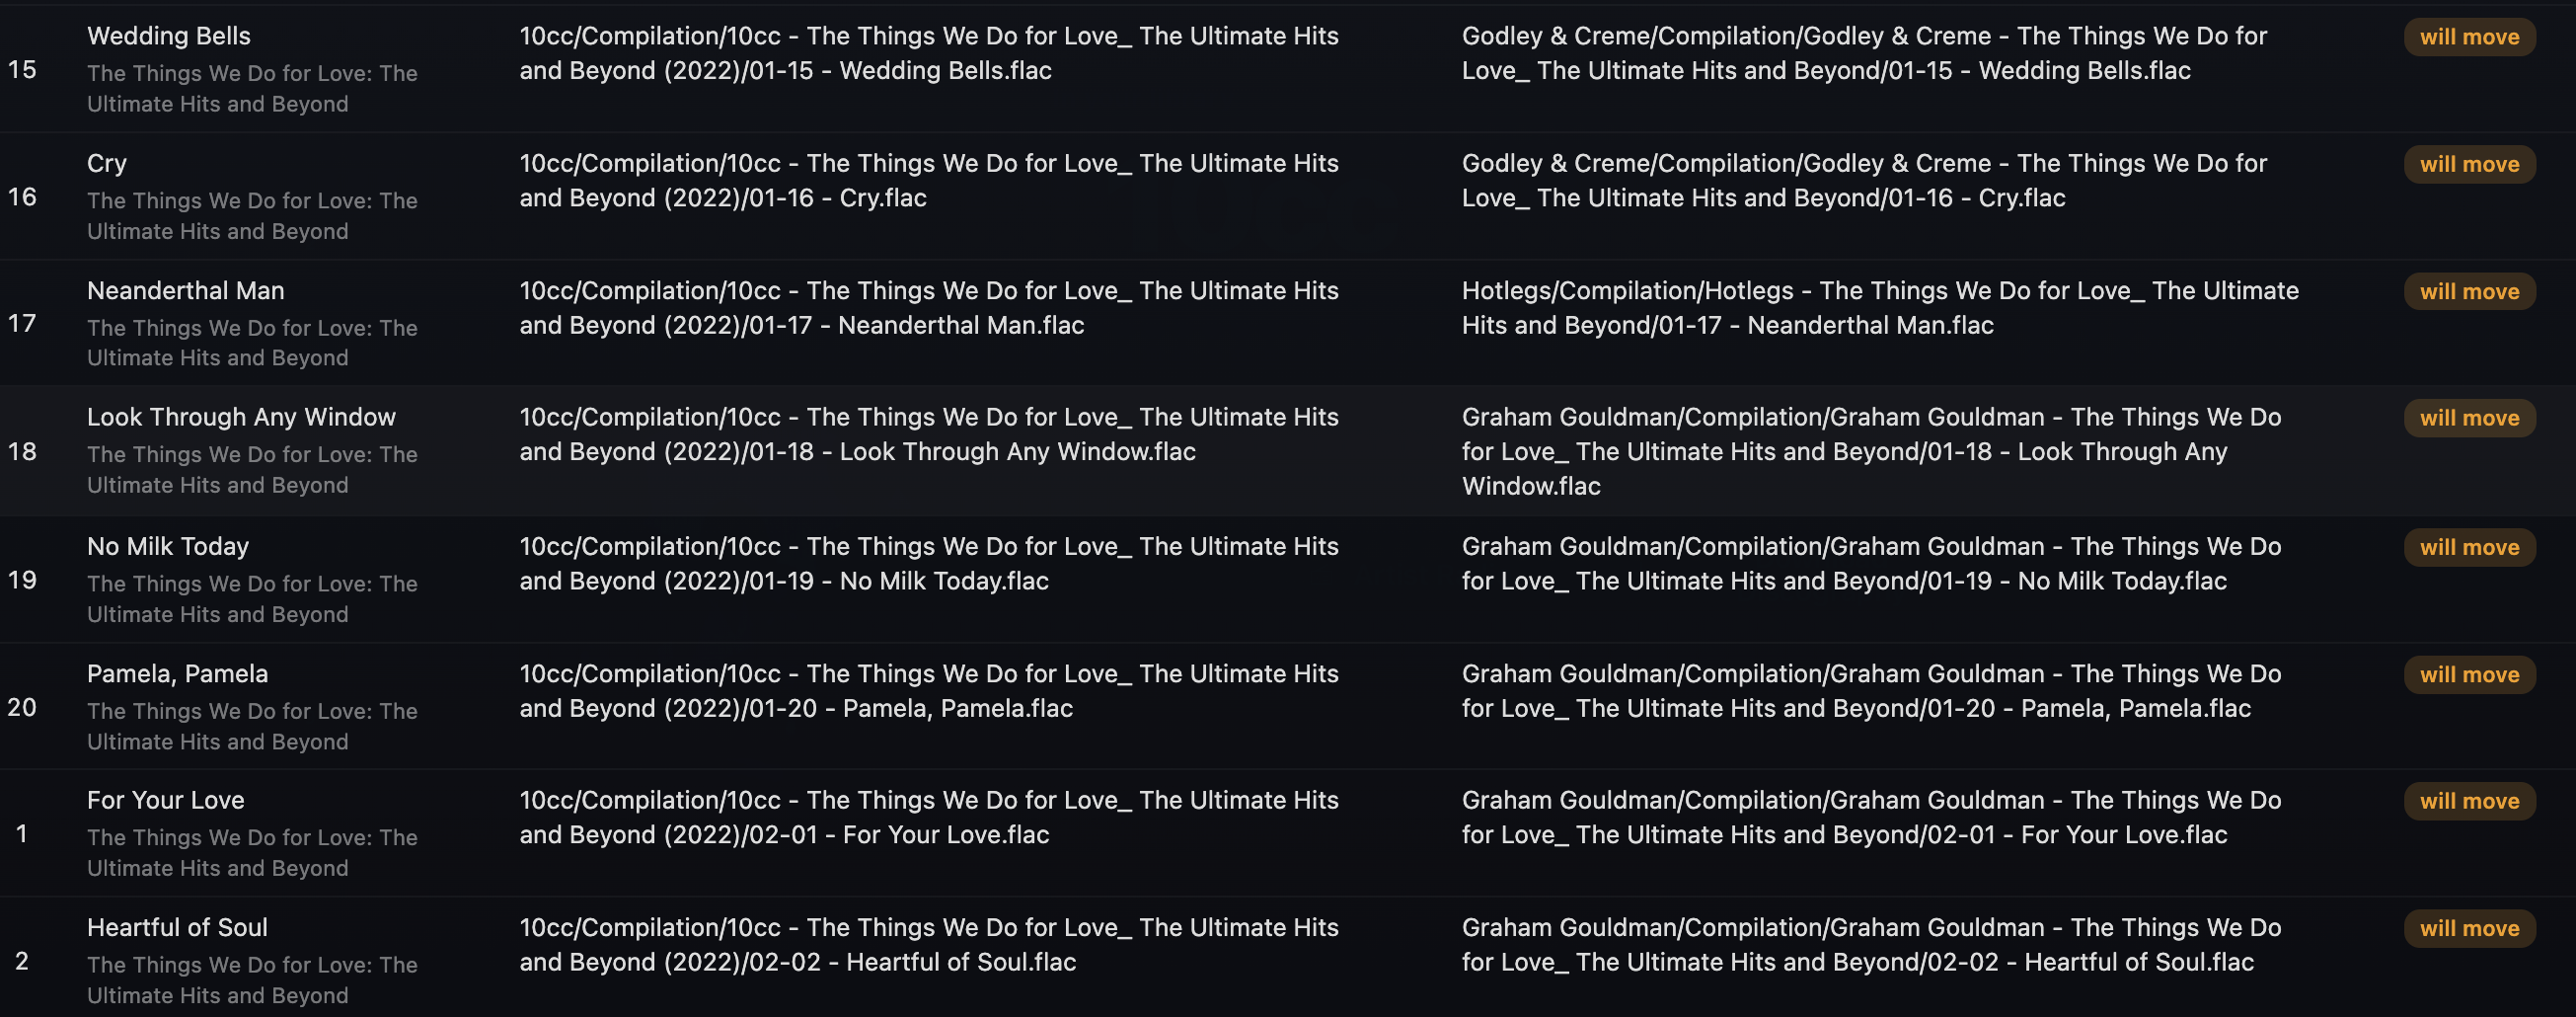 15
Wedding Bells
The Things We Do for Love: The
Ultimate Hits and Beyond
10cc/Compilation/10cc - The Things We Do for Love_ The Ultimate Hits
and Beyond (2022)/01-15 - Wedding Bells.flac
Godley & Creme/Compilation/Godley & Creme - The Things We Do for
Love_ The Ultimate Hits and Beyond/01-15 - Wedding Bells.flac
will move
16
Cry
The Things We Do for Love: The
Ultimate Hits and Beyond
10cc/Compilation/10cc - The Things We Do for Love_ The Ultimate Hits
and Beyond (2022)/01-16 - Cry.flac
Godley & Creme/Compilation/Godley & Creme - The Things We Do for
Love_ The Ultimate Hits and Beyond/01-16 - Cry.flac
will move
17
Neanderthal Man
The Things We Do for Love: The
Ultimate Hits and Beyond
10cc/Compilation/10cc - The Things We Do for Love_ The Ultimate Hits
and Beyond (2022)/01-17 - Neanderthal Man.flac
Hotlegs/Compilation/Hotlegs - The Things We Do for Love_ The Ultimate
Hits and Beyond/01-17 - Neanderthal Man.flac
will move
18
Look Through Any Window
The Things We Do for Love: The
Ultimate Hits and Beyond
10cc/Compilation/10cc - The Things We Do for Love_ The Ultimate Hits
and Beyond (2022)/01-18 - Look Through Any Window.flac
Graham Gouldman/Compilation/Graham Gouldman - The Things We Do
for Love_ The Ultimate Hits and Beyond/01-18 - Look Through Any
Window.flac
will move
19
No Milk Today
The Things We Do for Love: The
Ultimate Hits and Beyond
10cc/Compilation/10cc - The Things We Do for Love_ The Ultimate Hits
and Beyond (2022)/01-19 - No Milk Today.flac
Graham Gouldman/Compilation/Graham Gouldman - The Things We Do
for Love_ The Ultimate Hits and Beyond/01-19 - No Milk Today.flac
will move
20
Pamela, Pamela
The Things We Do for Love: The
Ultimate Hits and Beyond
10cc/Compilation/10cc - The Things We Do for Love_ The Ultimate Hits
and Beyond (2022)/01-20 - Pamela, Pamela.flac
Graham Gouldman/Compilation/Graham Gouldman - The Things We Do
for Love_ The Ultimate Hits and Beyond/01-20 - Pamela, Pamela.flac
will move
1
For Your Love
The Things We Do for Love: The
Ultimate Hits and Beyond
10cc/Compilation/10cc - The Things We Do for Love_ The Ultimate Hits
and Beyond (2022)/02-01 - For Your Love.flac
Graham Gouldman/Compilation/Graham Gouldman - The Things We Do
for Love_ The Ultimate Hits and Beyond/02-01 - For Your Love.flac
will move
2
Heartful of Soul
The Things We Do for Love: The
Ultimate Hits and Beyond
10cc/Compilation/10cc - The Things We Do for Love_ The Ultimate Hits
and Beyond (2022)/02-02 - Heartful of Soul.flac
Graham Gouldman/Compilation/Graham Gouldman - The Things We Do
for Love_ The Ultimate Hits and Beyond/02-02 - Heartful of Soul.flac
will move